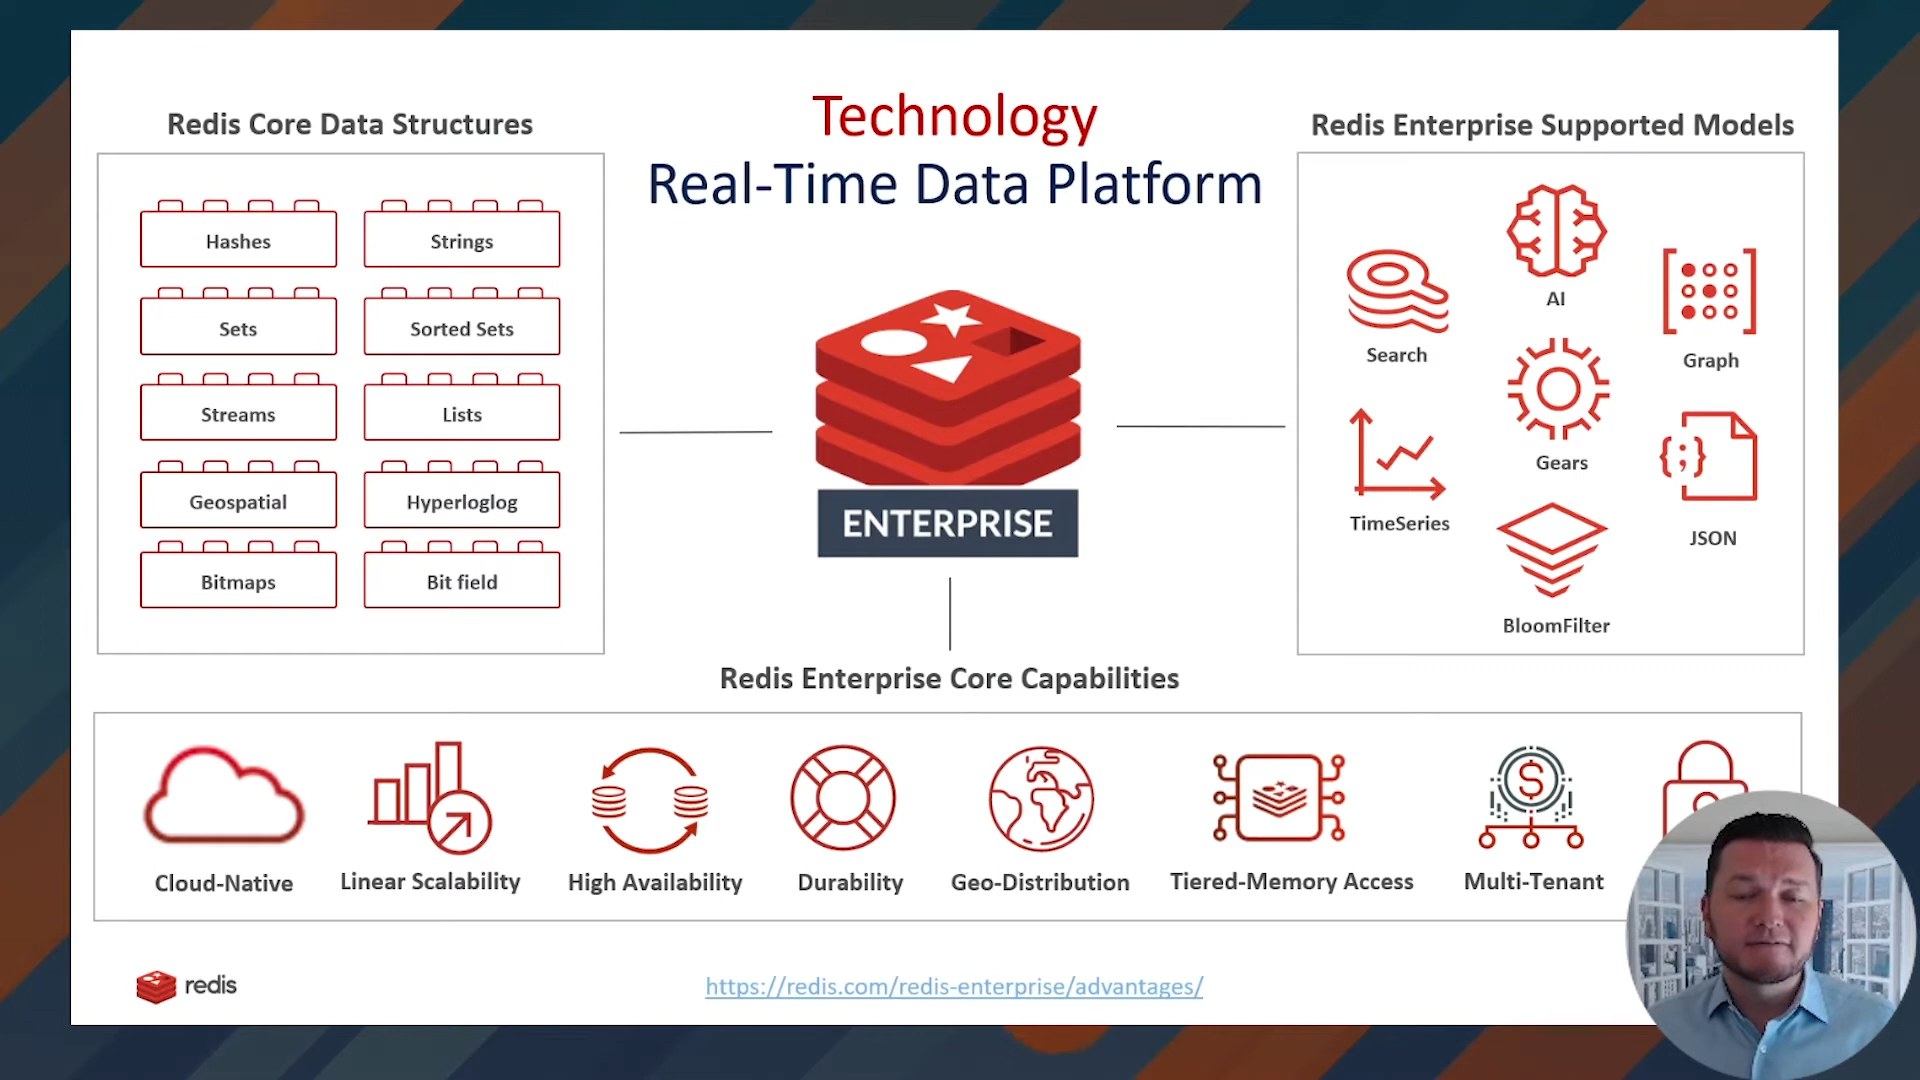 Technology
Real-Time Data Platform
Redis Core Data Structures
Hashes
Strings
Sets
Sorted Sets
Streams
Lists
Geospatial
Hyperloglog
Bitmaps
Bit field
ENTERPRISE
Redis Enterprise Supported Models
AI
Search
Graph
Gears
TimeSeries
JSON
BloomFilter
Redis Enterprise Core Capabilities
Cloud-Native
Linear Scalability
High Availability
Durability
Geo-Distribution
Tiered-Memory Access
Multi-Tenant
redis
https://redis.com/redis-enterprise/advantages/